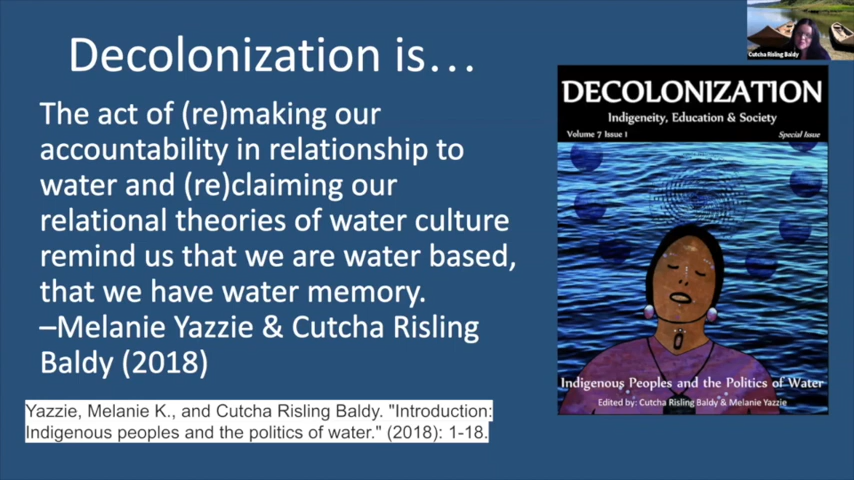 Decolonization is...
Cutcha Risling Baldy
The act of (re)making our
accountability in relationship to
water and (re)claiming our
relational theories of water culture
remind us that we are water based,
that we have water memory.
–Melanie Yazzie & Cutcha Risling
Baldy (2018)
Yazzie, Melanie K., and Cutcha Risling Baldy. "Introduction:
Indigenous peoples and the politics of water." (2018): 1-18.
DECOLONIZATION
Indigeneity, Education & Society
Volume 7 Issue 1 Special Issue
Indigenous Peoples and the Politics of Water
Edited by: Cutcha Risling Baldy & Melanie Yazzie